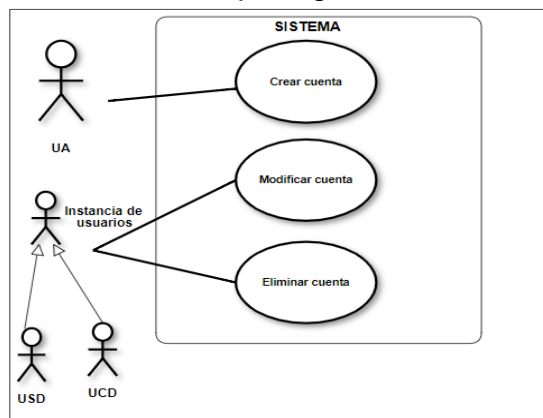 SISTEMA
Crear cuenta
UA
Modificar cuenta
Instancia de
usuarios
Eliminar cuenta
USD
UCD